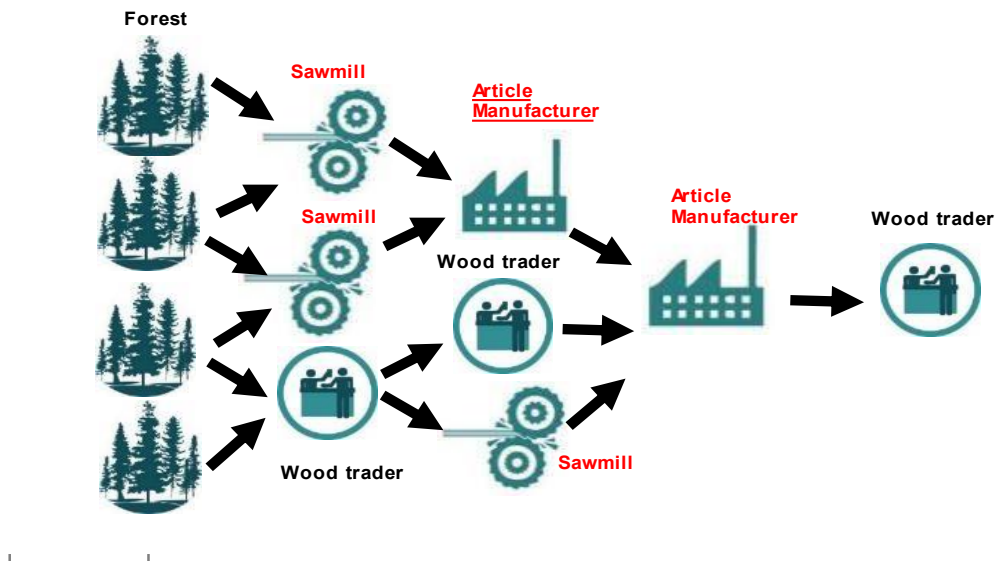 Forest
Sawmill
Article
Manufacturer
Sawmill
Article
Manufacturer
Wood trader
Wood trader
Sawmill
Wood trader